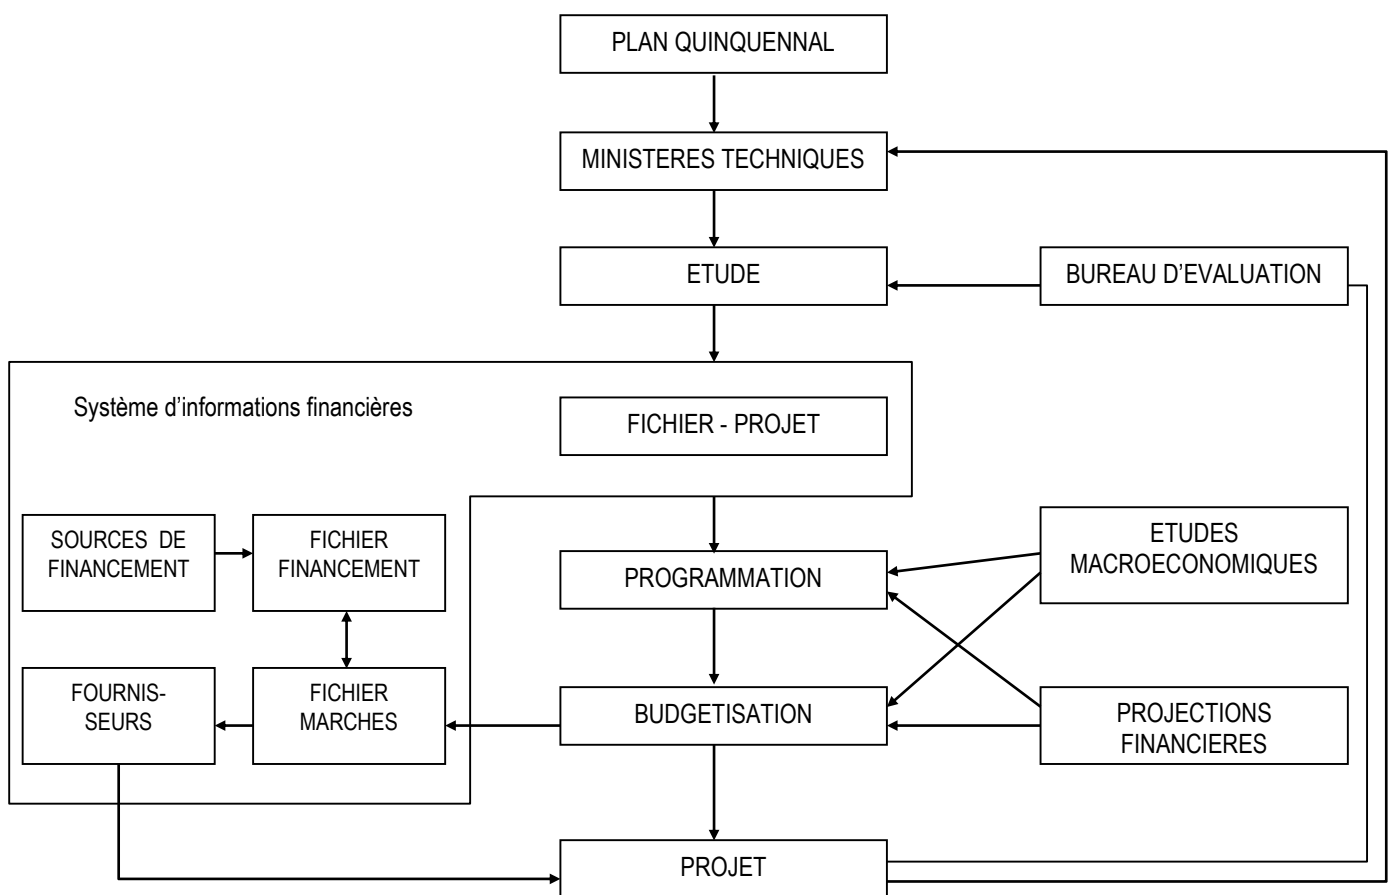 PLAN QUINQUENNAL
MINISTERES TECHNIQUES
ETUDE
BUREAU D’EVALUATION
Système d’informations financières
FICHIER - PROJET
SOURCES DE
FINANCEMENT
FICHIER
FINANCEMENT
PROGRAMMATION
ETUDES
MACROECONOMIQUES
FOURNIS-
SEURS
FICHIER
MARCHES
BUDGETISATION
PROJECTIONS
FINANCIERES
PROJET